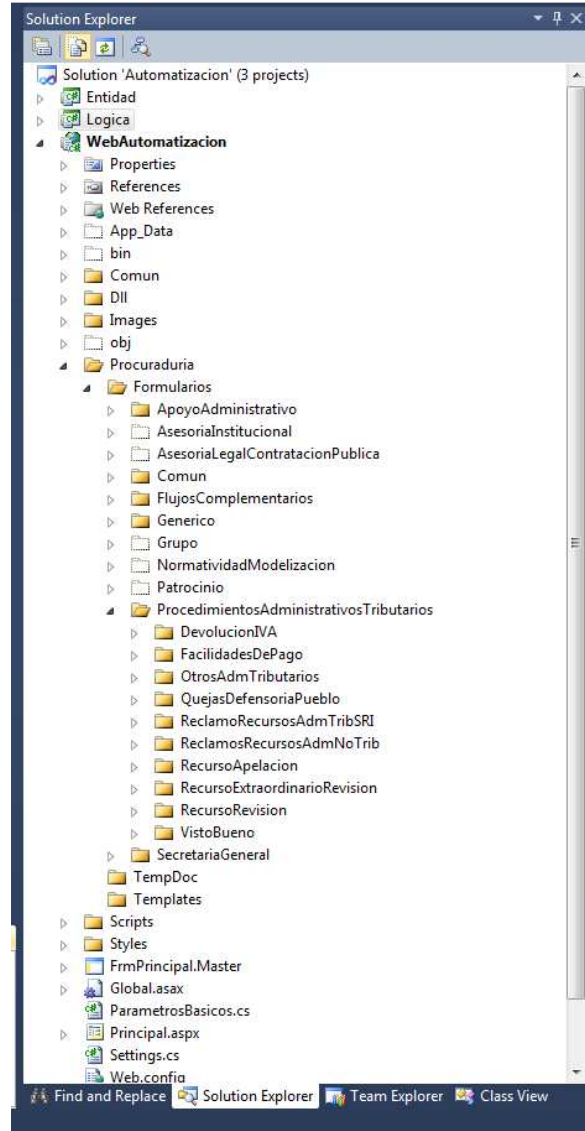 Solution Explorer
Solution 'Automatizacion' (3 projects)
Entidad
Logica
WebAutomatizacion
Properties
References
Web References
App_Data
bin
Comun
Dll
Images
obj
Procuraduria
Formularios
ApoyoAdministrativo
AsesoriaInstitucional
AsesoriaLegalContratacionPublica
Comun
FlujosComplementarios
Generico
Grupo
NormatividadModelizacion
Patrocinio
ProcedimientosAdministrativosTributarios
DevolucionIVA
FacilidadesDePago
OtrosAdmTributarios
QuejasDefensoriaPueblo
ReclamoRecursosAdmTribSRI
ReclamosRecursosAdmNoTrib
RecursoApelacion
RecursoExtraordinarioRevision
RecursoRevision
VistoBueno
SecretariaGeneral
TempDoc
Templates
Scripts
Styles
FrmPrincipal.Master
Global.asax
ParametrosBasicos.cs
Principal.aspx
Settings.cs
Web.config
Find and Replace Solution Explorer Team Explorer Class View